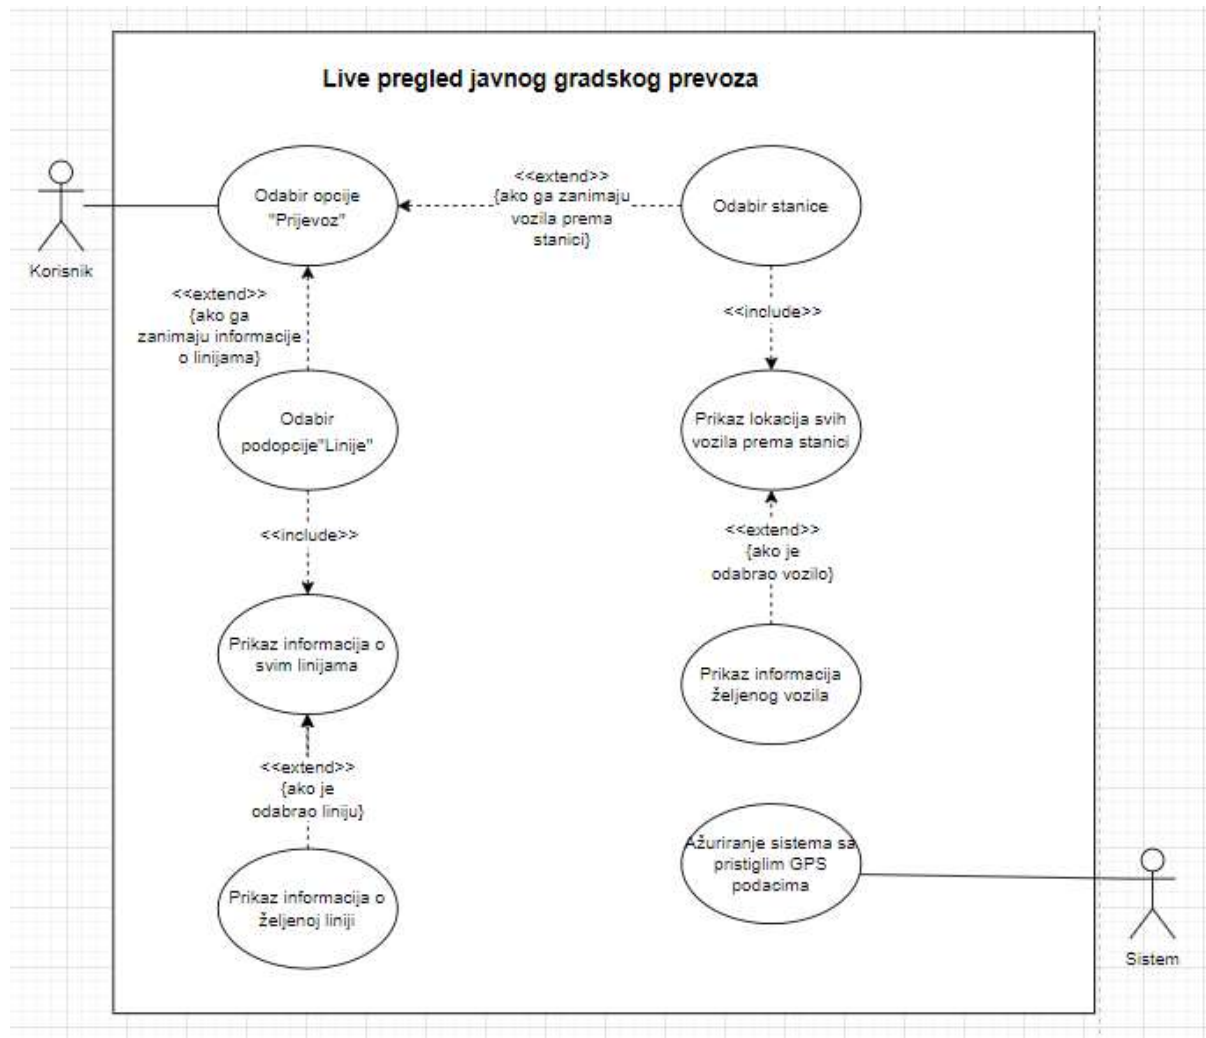 Live pregled javnog gradskog prevoza
Korisnik
Odabir opcije
"Prijevoz"
<<extend>>
{ako ga zanimaju
vozila prema
stanici}
Odabir stanice
<<extend>>
{ako ga
zanimaju informacije
o linijama}
<<include>>
Odabir
podopcije"Linije"
Prikaz lokacija svih
vozila prema stanici
<<include>>
<<extend>>
{ako je
odabrao vozilo}
Prikaz informacija o
svim linijama
Prikaz informacija
željenog vozila
<<extend>>
{ako je
odabrao liniju}
Ažuriranje sistema sa
pristiglim GPS
podacima
Prikaz informacija o
željenoj liniji
Sistem